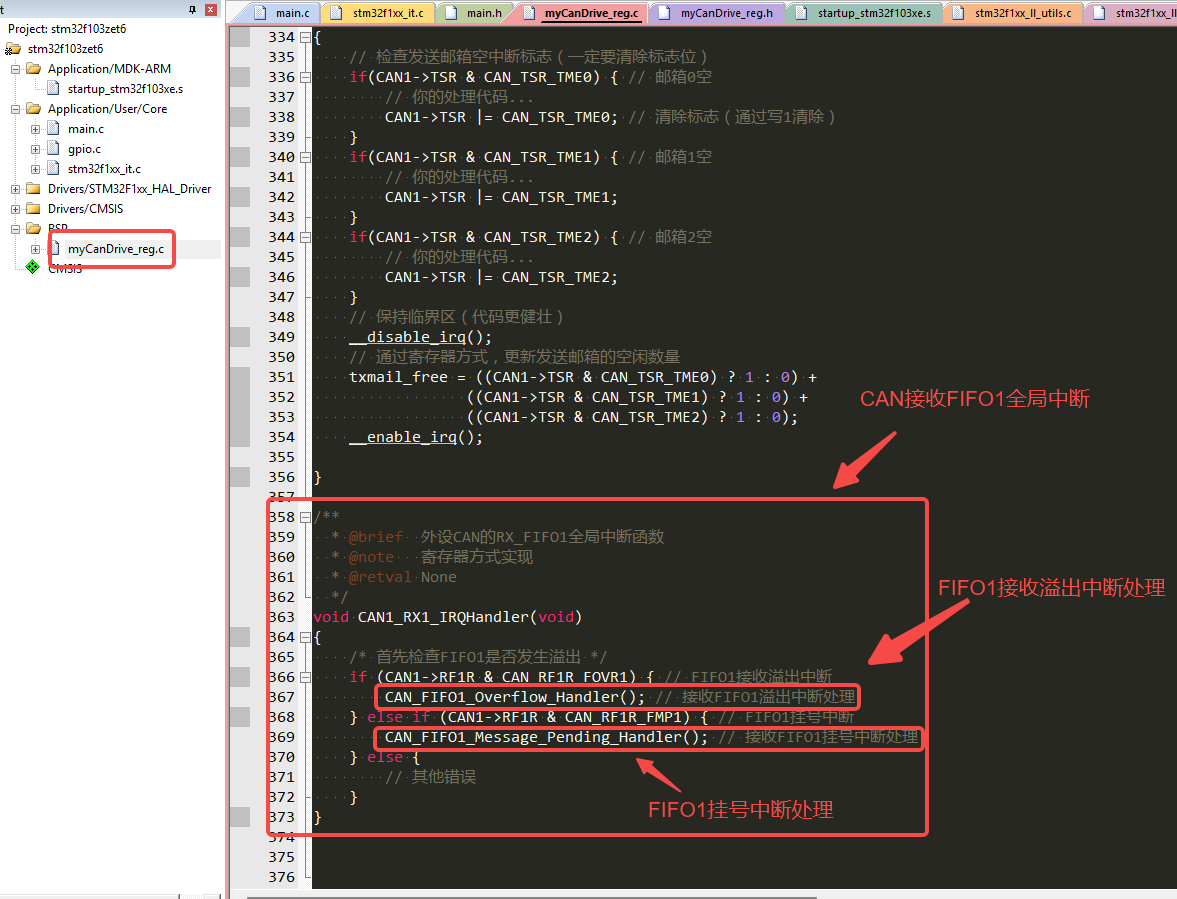 t
Project: stm32f103zet6
stm32f103zet6
Application/MDK-ARM
startup_stm32f103xe.s
Application/User/Core
main.c
gpio.c
stm32f1xx_it.c
Drivers/STM32F1xx_HAL_Driver
Drivers/CMSIS
BSP
myCanDrive_reg.c
CMSIS
main.c
stm32f1xx_it.c
main.h
myCanDrive_reg.c
myCanDrive_reg.h
startup_stm32f103xe.s
stm32f1xx_ll_utils.c
stm32f1xx_ll
334 {
335 // 检查发送邮箱空中断标志（一定要清除标志位）
336 if(CAN1->TSR & CAN_TSR_TME0) { // 邮箱0空
337 // 你的处理代码...
338 CAN1->TSR |= CAN_TSR_TME0; // 清除标志（通过写1清除）
339 }
340 if(CAN1->TSR & CAN_TSR_TME1) { // 邮箱1空
341 // 你的处理代码...
342 CAN1->TSR |= CAN_TSR_TME1;
343 }
344 if(CAN1->TSR & CAN_TSR_TME2) { // 邮箱2空
345 // 你的处理代码...
346 CAN1->TSR |= CAN_TSR_TME2;
347 }
348 // 保持临界区（代码更健壮）
349 __disable_irq();
350 // 通过寄存器方式，更新发送邮箱的空闲数量
351 txmail_free = ((CAN1->TSR & CAN_TSR_TME0) ? 1 : 0) +
352 ((CAN1->TSR & CAN_TSR_TME1) ? 1 : 0) +
353 ((CAN1->TSR & CAN_TSR_TME2) ? 1 : 0);
354 __enable_irq();
355
356 }
357
358 /**
359 * @brief 外设CAN的RX_FIFO1全局中断函数
360 * @note 寄存器方式实现
361 * @retval None
362 */
363 void CAN1_RX1_IRQHandler(void)
364 {
365 /* 首先检查FIFO1是否发生溢出 */
366 if (CAN1->RF1R & CAN_RF1R_FOVR1) { // FIFO1接收溢出中断
367 CAN_FIFO1_Overflow_Handler(); // 接收FIFO1溢出中断处理
368 } else if (CAN1->RF1R & CAN_RF1R_FMP1) { // FIFO1挂号中断
369 CAN_FIFO1_Message_Pending_Handler(); // 接收FIFO1挂号中断处理
370 } else {
371 // 其他错误
372 }
373 }
374
375
376
CAN接收FIFO1全局中断
FIFO1接收溢出中断处理
FIFO1挂号中断处理